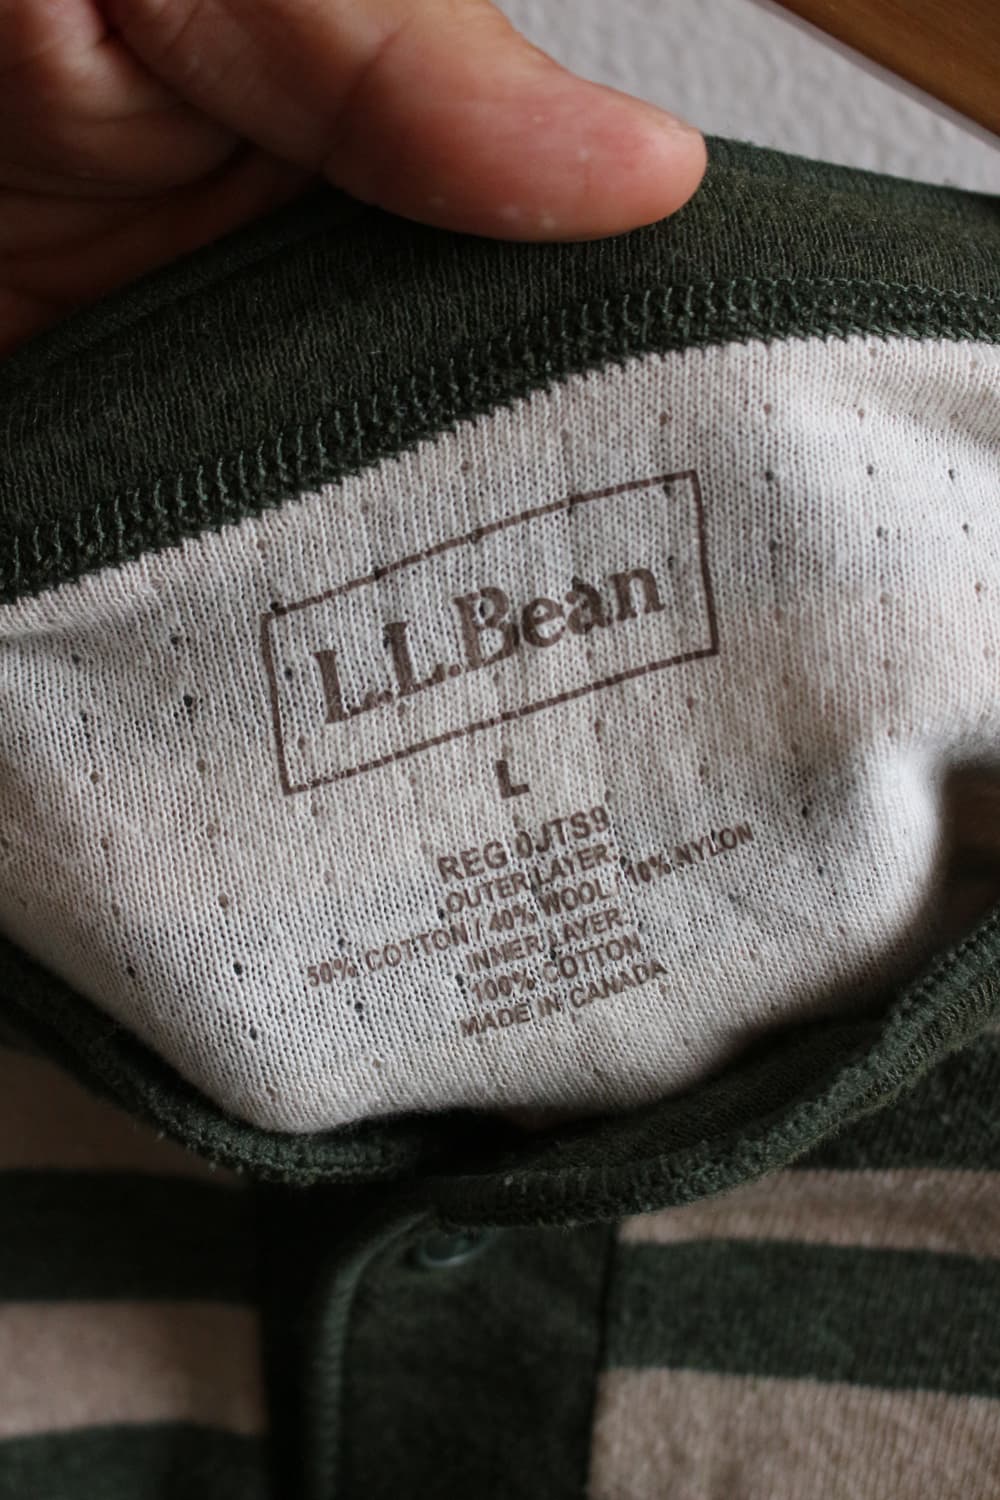 L.L.Bean
L
REG 0JTS9
OUTER LAYER:
50% COTTON / 40% WOOL / 10% NYLON
INNER LAYER:
100% COTTON
MADE IN CANADA